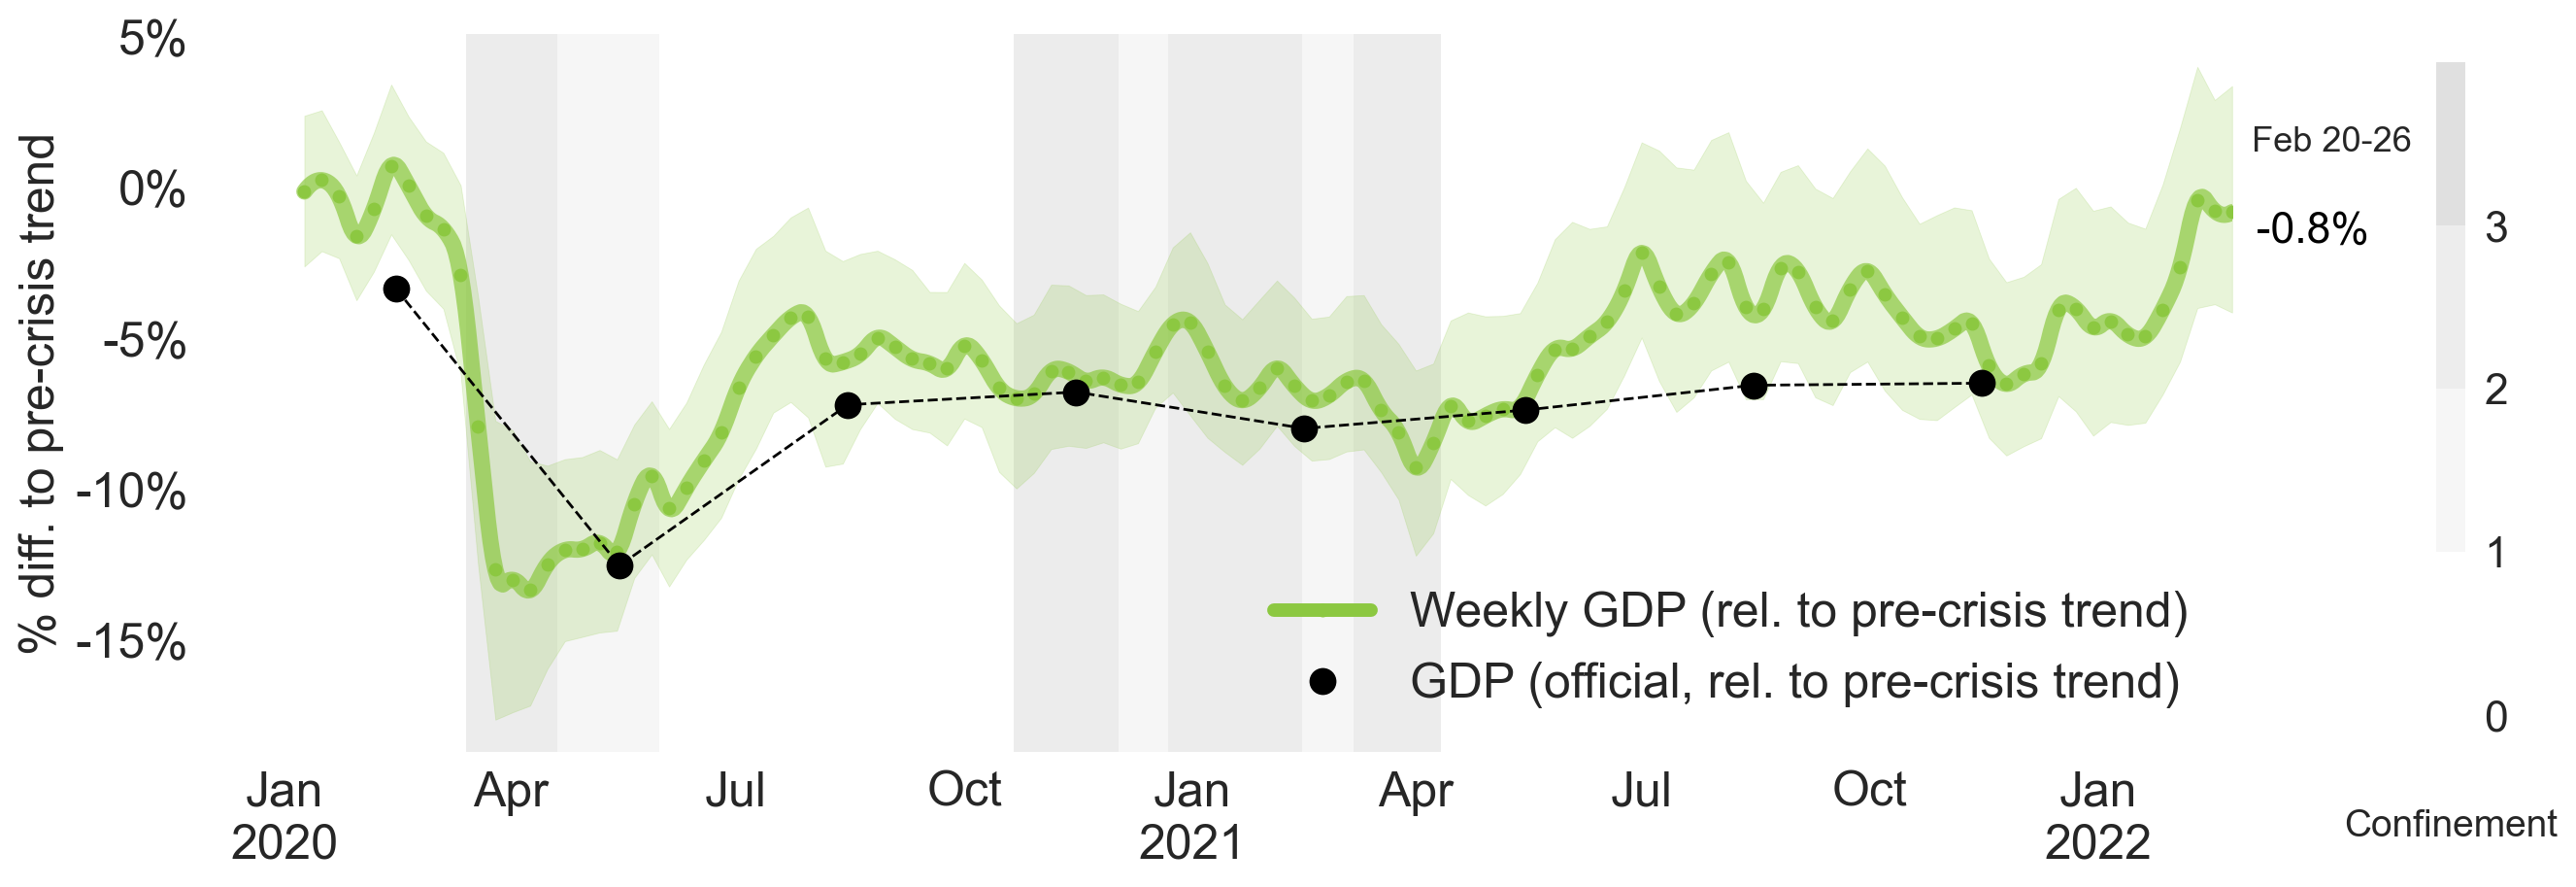 % diff. to pre-crisis trend
5%
0%
-5%
-10%
-15%
Feb 20-26
-0.8%
3
2
1
0
Confinement
Weekly GDP (rel. to pre-crisis trend)
GDP (official, rel. to pre-crisis trend)
Jan Apr Jul Oct Jan Apr Jul Oct Jan
2020 2021 2022